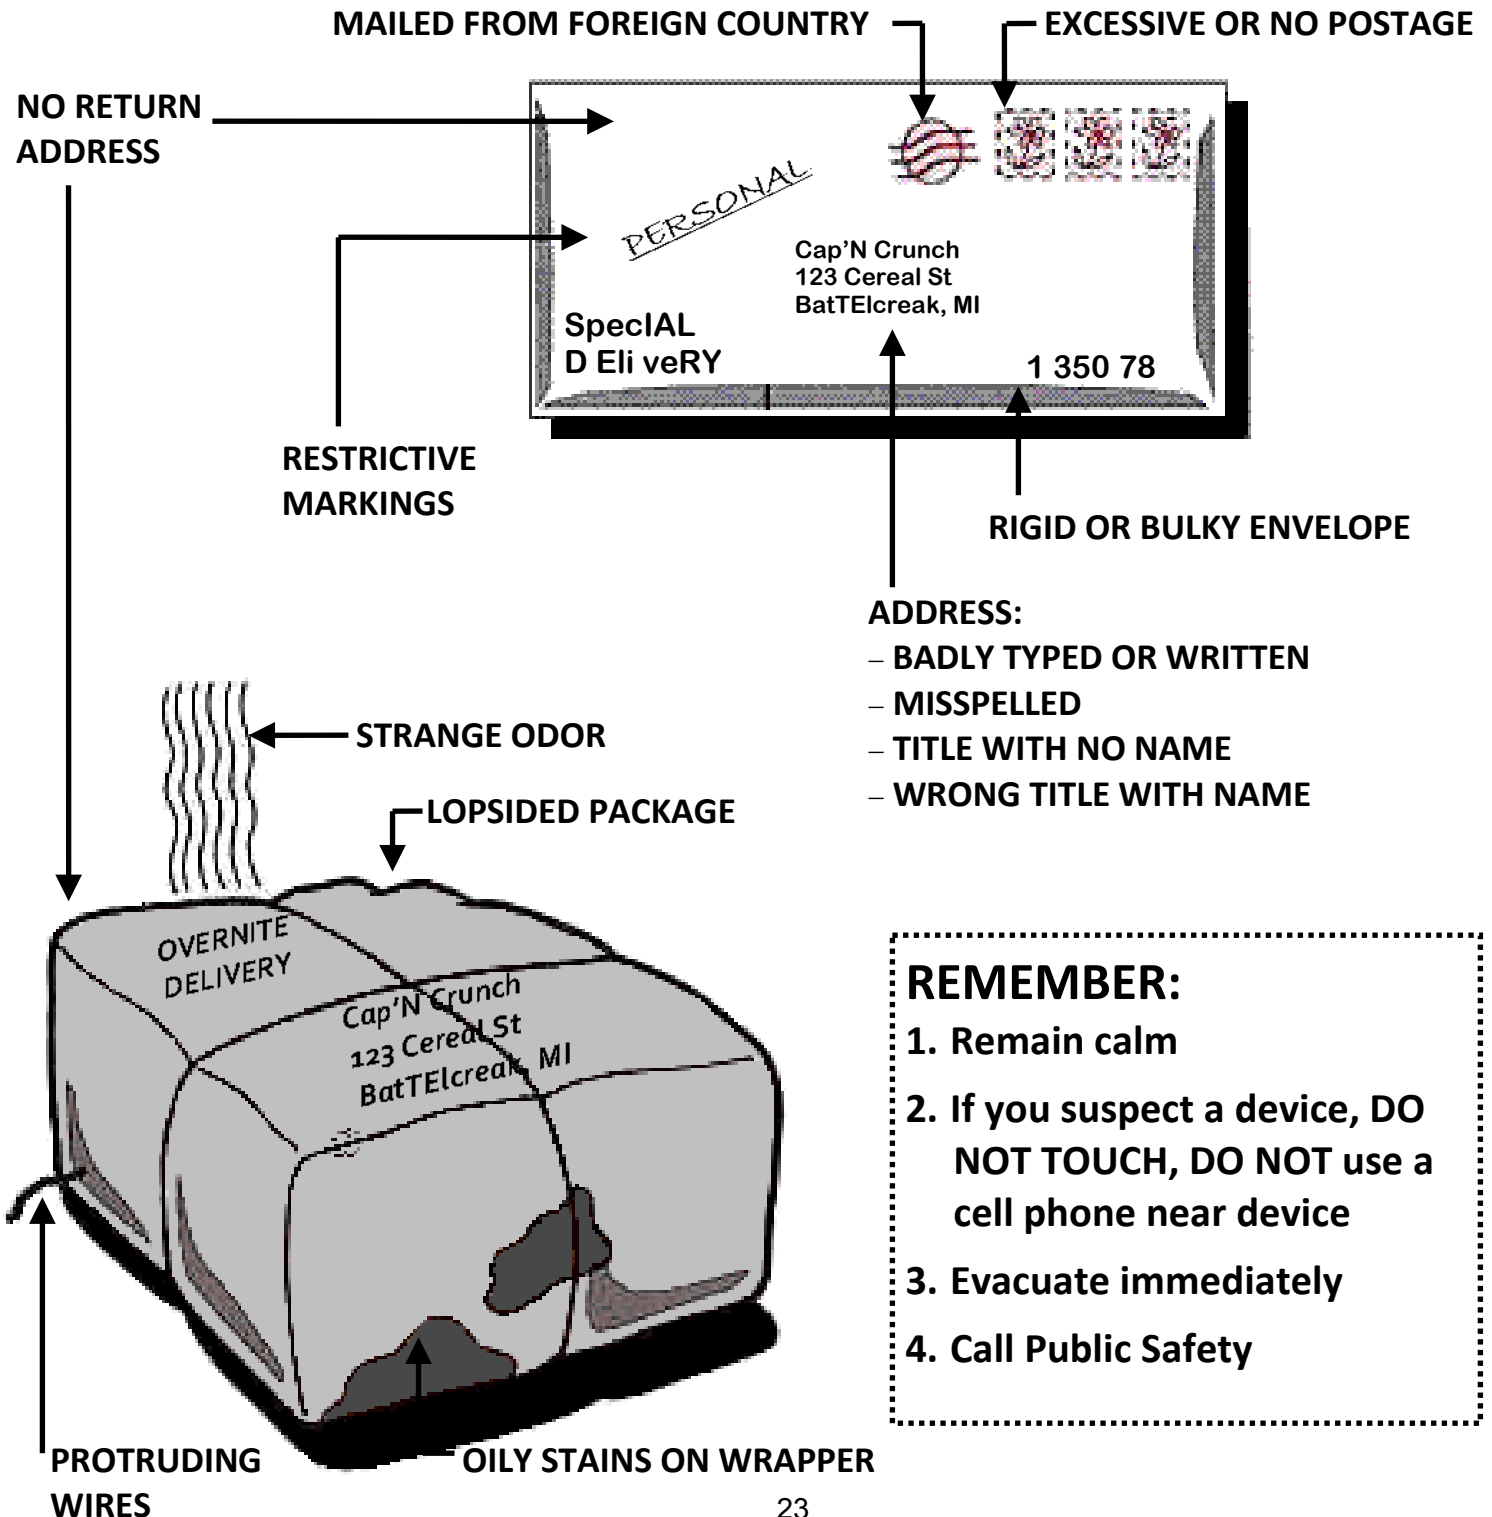 MAILED FROM FOREIGN COUNTRY
EXCESSIVE OR NO POSTAGE
NO RETURN
ADDRESS
PERSONAL
Cap'N Crunch
123 Cereal St
BatTElcreak, MI
SpecIAL
D Eli veRY
1 350 78
RESTRICTIVE
MARKINGS
RIGID OR BULKY ENVELOPE
ADDRESS:
– BADLY TYPED OR WRITTEN
– MISSPELLED
– TITLE WITH NO NAME
– WRONG TITLE WITH NAME
STRANGE ODOR
LOPSIDED PACKAGE
OVERNITE
DELIVERY
Cap'N Crunch
123 Cereal St
BatTElcreak, MI
REMEMBER:
1. Remain calm
2. If you suspect a device, DO
NOT TOUCH, DO NOT use a
cell phone near device
3. Evacuate immediately
4. Call Public Safety
PROTRUDING
WIRES
OILY STAINS ON WRAPPER
23